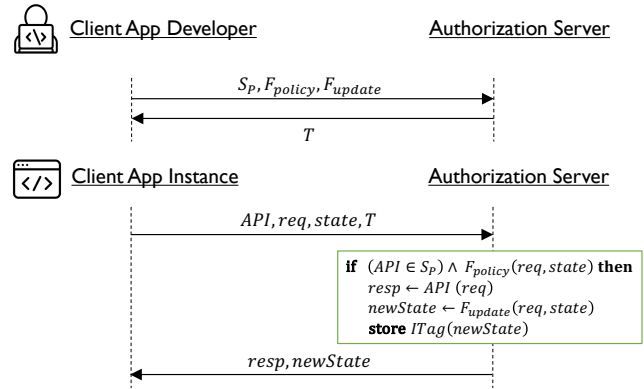 Client App Developer
Authorization Server
S_P, F_policy, F_update
T
</>
Client App Instance
Authorization Server
API, req, state, T
if (API ∈ S_P) ∧ F_policy(req, state) then
resp ← API (req)
newState ← F_update(req, state)
store ITag(newState)
resp, newState